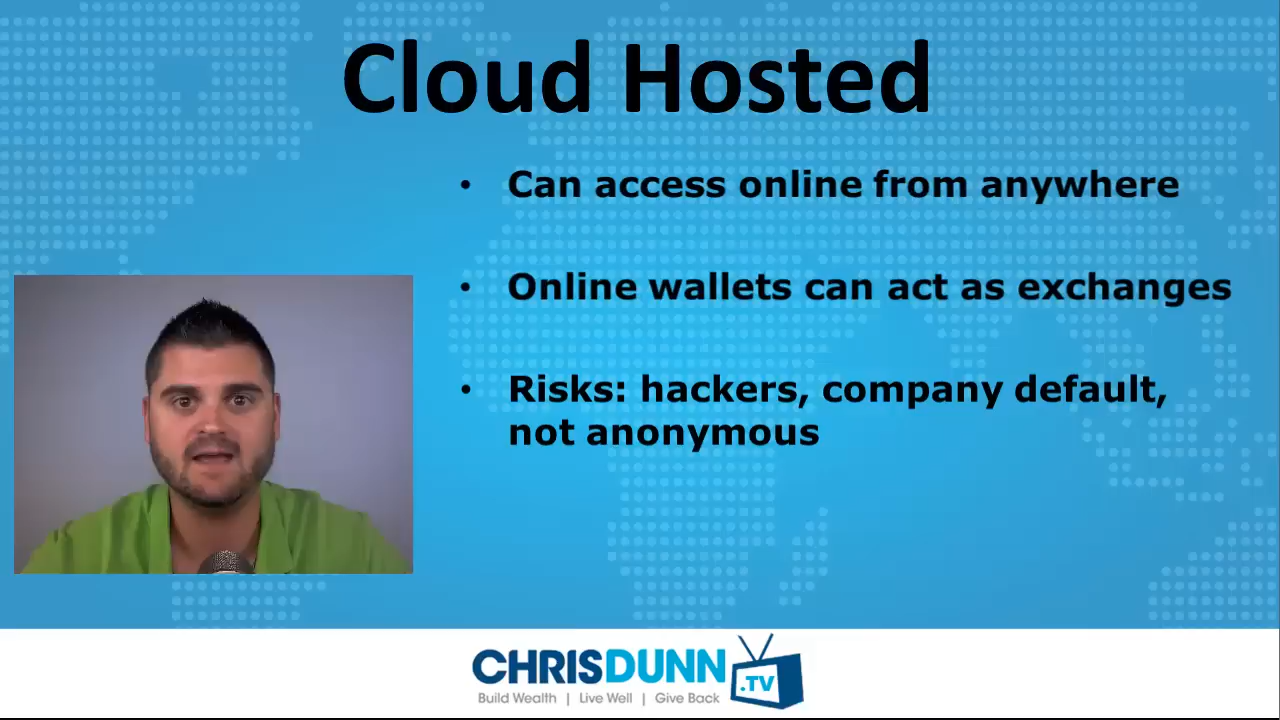 Cloud Hosted
• Can access online from anywhere
• Online wallets can act as exchanges
• Risks: hackers, company default,
not anonymous
CHRISDUNN
.TV
Build Wealth | Live Well | Give Back